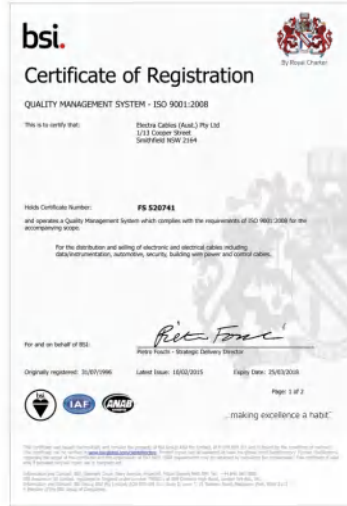 bsi.
By Royal Charter
Certificate of Registration
QUALITY MANAGEMENT SYSTEM - ISO 9001:2008
This is to certify that:
Electra Cables (Aust.) Pty Ltd
1/13 Cooper Street
Smithfield NSW 2164
Holds Certificate Number:
FS 520741
and operates a Quality Management System which complies with the requirements of ISO 9001:2008 for the
accompanying scope.
For the distribution and selling of electronic and electrical cables including
data/instrumentation, automotive, security, building wire power and control cables.
For and on behalf of BSI:
Pietro Foschi - Strategic Delivery Director
Originally registered: 31/07/1996
Latest Issue: 10/02/2015
Expiry Date: 25/03/2018
Page: 1 of 2
IAF
ANAB
...making excellence a habit.™